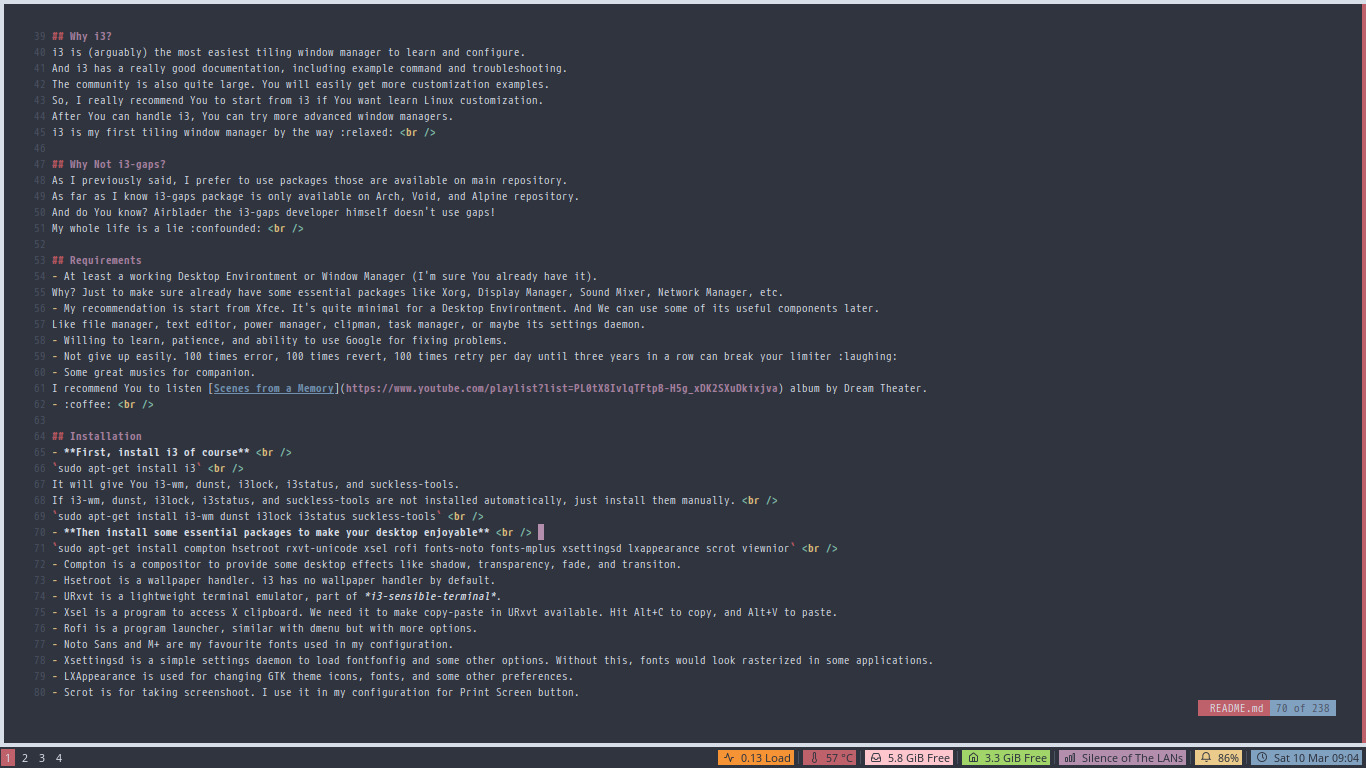 39 ## Why i3?
40 i3 is (arguably) the most easiest tiling window manager to learn and configure.
41 And i3 has a really good documentation, including example command and troubleshooting.
42 The community is also quite large. You will easily get more customization examples.
43 So, I really recommend You to start from i3 if You want learn Linux customization.
44 After You can handle i3, You can try more advanced window managers.
45 i3 is my first tiling window manager by the way :relaxed: <br />
46
47 ## Why Not i3-gaps?
48 As I previously said, I prefer to use packages those are available on main repository.
49 As far as I know i3-gaps package is only available on Arch, Void, and Alpine repository.
50 And do You know? Airblader the i3-gaps developer himself doesn't use gaps!
51 My whole life is a lie :confounded: <br />
52
53 ## Requirements
54 - At least a working Desktop Environtment or Window Manager (I'm sure You already have it).
55 Why? Just to make sure already have some essential packages like Xorg, Display Manager, Sound Mixer, Network Manager, etc.
56 - My recommendation is start from Xfce. It's quite minimal for a Desktop Environtment. And We can use some of its useful components later.
57 Like file manager, text editor, power manager, clipman, task manager, or maybe its settings daemon.
58 - Willing to learn, patience, and ability to use Google for fixing problems.
59 - Not give up easily. 100 times error, 100 times revert, 100 times retry per day until three years in a row can break your limiter :laughing:
60 - Some great musics for companion.
61 I recommend You to listen [Scenes from a Memory](https://www.youtube.com/playlist?list=PL0tX8IvlqTFtpB-H5g_xDK2SXuDkixjva) album by Dream Theater.
62 - :coffee: <br />
63
64 ## Installation
65 - **First, install i3 of course** <br />
66 `sudo apt-get install i3` <br />
67 It will give You i3-wm, dunst, i3lock, i3status, and suckless-tools.
68 If i3-wm, dunst, i3lock, i3status, and suckless-tools are not installed automatically, just install them manually. <br />
69 `sudo apt-get install i3-wm dunst i3lock i3status suckless-tools` <br />
70 - **Then install some essential packages to make your desktop enjoyable** <br />
71 `sudo apt-get install compton hsetroot rxvt-unicode xsel rofi fonts-noto fonts-mplus xsettingsd lxappearance scrot viewnior` <br />
72 - Compton is a compositor to provide some desktop effects like shadow, transparency, fade, and transiton.
73 - Hsetroot is a wallpaper handler. i3 has no wallpaper handler by default.
74 - URxvt is a lightweight terminal emulator, part of *i3-sensible-terminal*.
75 - Xsel is a program to access X clipboard. We need it to make copy-paste in URxvt available. Hit Alt+C to copy, and Alt+V to paste.
76 - Rofi is a program launcher, similar with dmenu but with more options.
77 - Noto Sans and M+ are my favourite fonts used in my configuration.
78 - Xsettingsd is a simple settings daemon to load fontfonfig and some other options. Without this, fonts would look rasterized in some applications.
79 - LXAppearance is used for changing GTK theme icons, fonts, and some other preferences.
80 - Scrot is for taking screenshot. I use it in my configuration for Print Screen button.
README.md 70 of 238
1 2 3 4 0.13 Load 57 °C 5.8 GiB Free 3.3 GiB Free Silence of The LANs 86% Sat 10 Mar 09:04